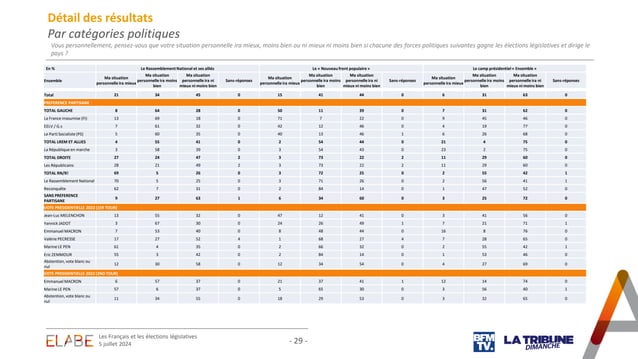 Détail des résultats
Par catégories politiques
Vous personnellement, pensez-vous que votre situation personnelle ira mieux, moins bien ou ni mieux ni moins bien si chacune des forces politiques suivantes gagne les élections législatives et dirige le
pays ?
En % Le Rassemblement National et ses alliés Le « Nouveau front populaire » Le camp présidentiel « Ensemble »
Ensemble Ma situation personnelle ira mieux Ma situation personnelle ira moins bien Ma situation personnelle ira ni mieux ni moins bien Sans réponses Ma situation personnelle ira mieux Ma situation personnelle ira moins bien Ma situation personnelle ira ni mieux ni moins bien Sans réponses Ma situation personnelle ira mieux Ma situation personnelle ira moins bien Ma situation personnelle ira ni mieux ni moins bien Sans réponses
Total 21 34 45 0 15 41 44 0 6 31 63 0
PREFERENCE PARTISANE
TOTAL GAUCHE 8 64 28 0 50 11 39 0 7 31 62 0
La France insoumise (FI) 13 69 18 0 71 7 22 0 9 45 46 0
EELV / G.s 7 61 32 0 42 12 46 0 4 19 77 0
Le Parti Socialiste (PS) 5 60 35 0 40 13 46 1 6 26 68 0
TOTAL LREM ET ALLIES 4 55 41 0 2 54 44 0 21 4 75 0
La République en marche 3 58 39 0 3 54 43 0 23 2 75 0
TOTAL DROITE 27 24 47 2 3 73 22 2 11 29 60 0
Les Républicains 28 21 49 2 3 73 22 2 11 29 60 0
TOTAL RN/R! 69 5 26 0 3 72 25 0 2 55 42 1
Le Rassemblement National 70 5 25 0 3 71 26 0 2 56 41 1
Reconquête 62 7 31 0 2 84 14 0 1 47 52 0
SANS PREFERENCE PARTISANE 9 27 63 1 6 34 60 0 3 25 72 0
VOTE PRESIDENTIELLE 2022 (1ER TOUR)
Jean-Luc MELENCHON 13 55 32 0 47 12 41 0 3 41 56 0
Yannick JADOT 3 67 30 0 24 26 49 1 7 21 71 1
Emmanuel MACRON 7 53 40 0 8 48 44 0 16 8 76 0
Valérie PECRESSE 17 27 52 4 1 68 27 4 7 28 65 0
Marine LE PEN 61 4 35 0 2 66 32 0 2 55 42 1
Eric ZEMMOUR 55 3 42 0 2 84 14 0 1 53 46 0
Abstention, vote blanc ou nul 12 30 58 0 12 34 54 0 4 27 69 0
VOTE PRESIDENTIELLE 2022 (2ND TOUR)
Emmanuel MACRON 6 57 37 0 21 37 41 1 12 14 74 0
Marine LE PEN 57 6 37 0 5 65 30 0 3 56 40 1
Abstention, vote blanc ou nul 11 34 55 0 18 29 53 0 3 32 65 0
ELABE
Les Français et les élections législatives
5 juillet 2024
- 29 -
BFM
TV.
LA TRIBUNE
DIMANCHE